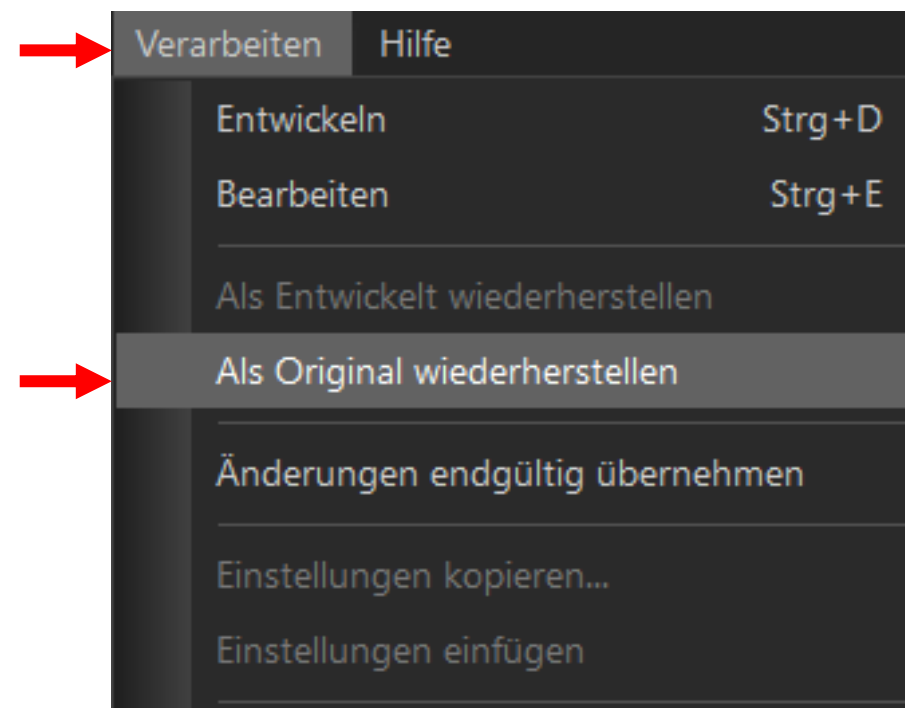 Verarbeiten Hilfe
Entwickeln Strg+D
Bearbeiten Strg+E
Als Entwickelt wiederherstellen
Als Original wiederherstellen
Änderungen endgültig übernehmen
Einstellungen kopieren...
Einstellungen einfügen